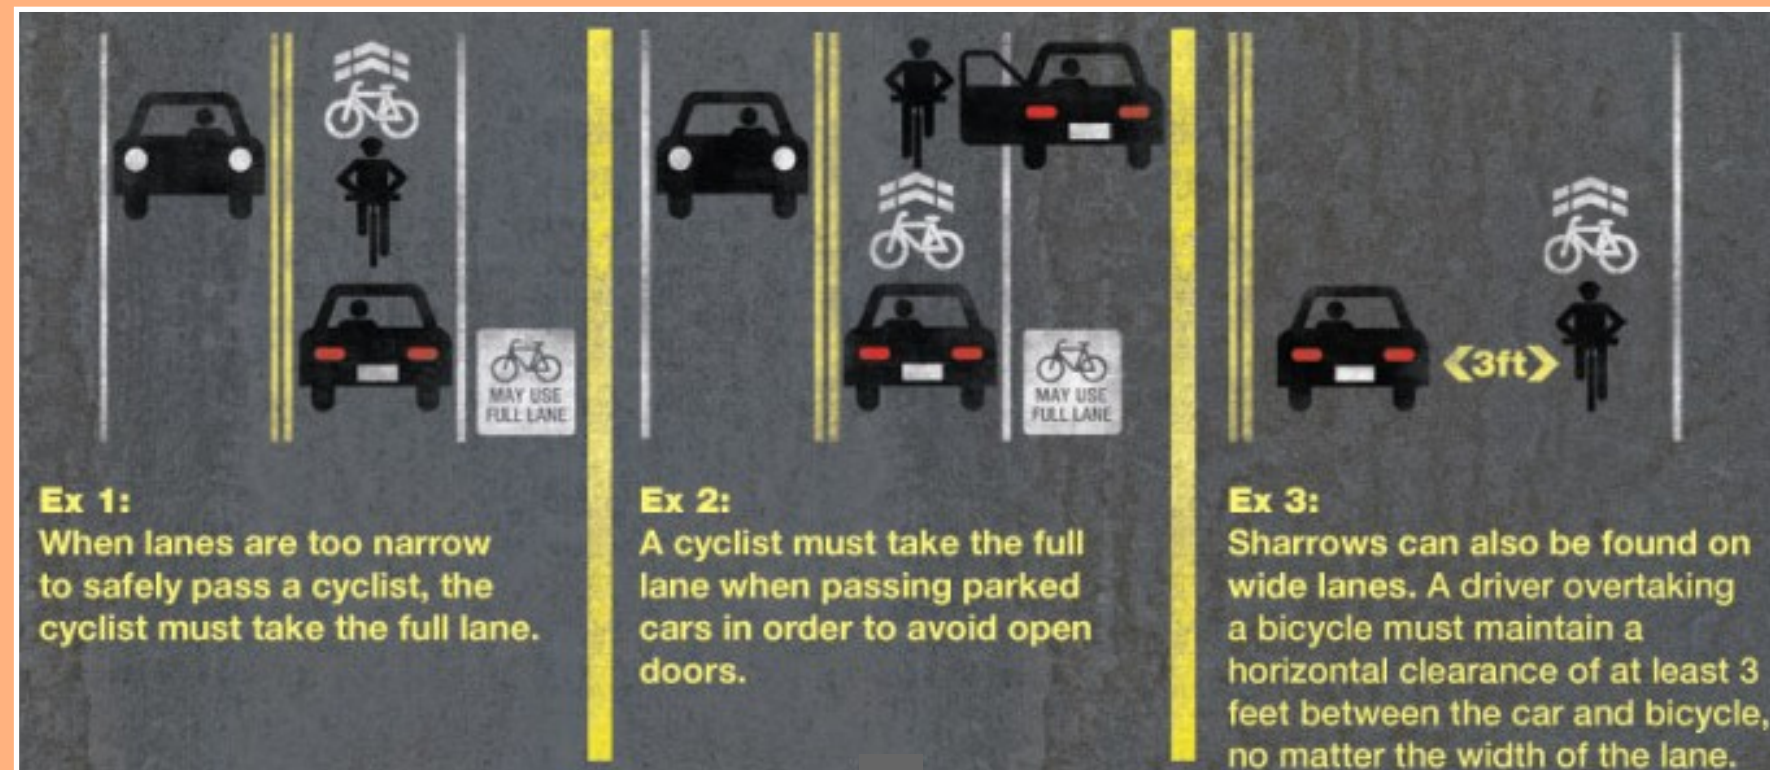 MAY USE
FULL LANE
Ex 1:
When lanes are too narrow
to safely pass a cyclist, the
cyclist must take the full lane.
MAY USE
FULL LANE
Ex 2:
A cyclist must take the full
lane when passing parked
cars in order to avoid open
doors.
3ft
Ex 3:
Sharrows can also be found on
wide lanes. A driver overtaking
a bicycle must maintain a
horizontal clearance of at least 3
feet between the car and bicycle,
no matter the width of the lane.